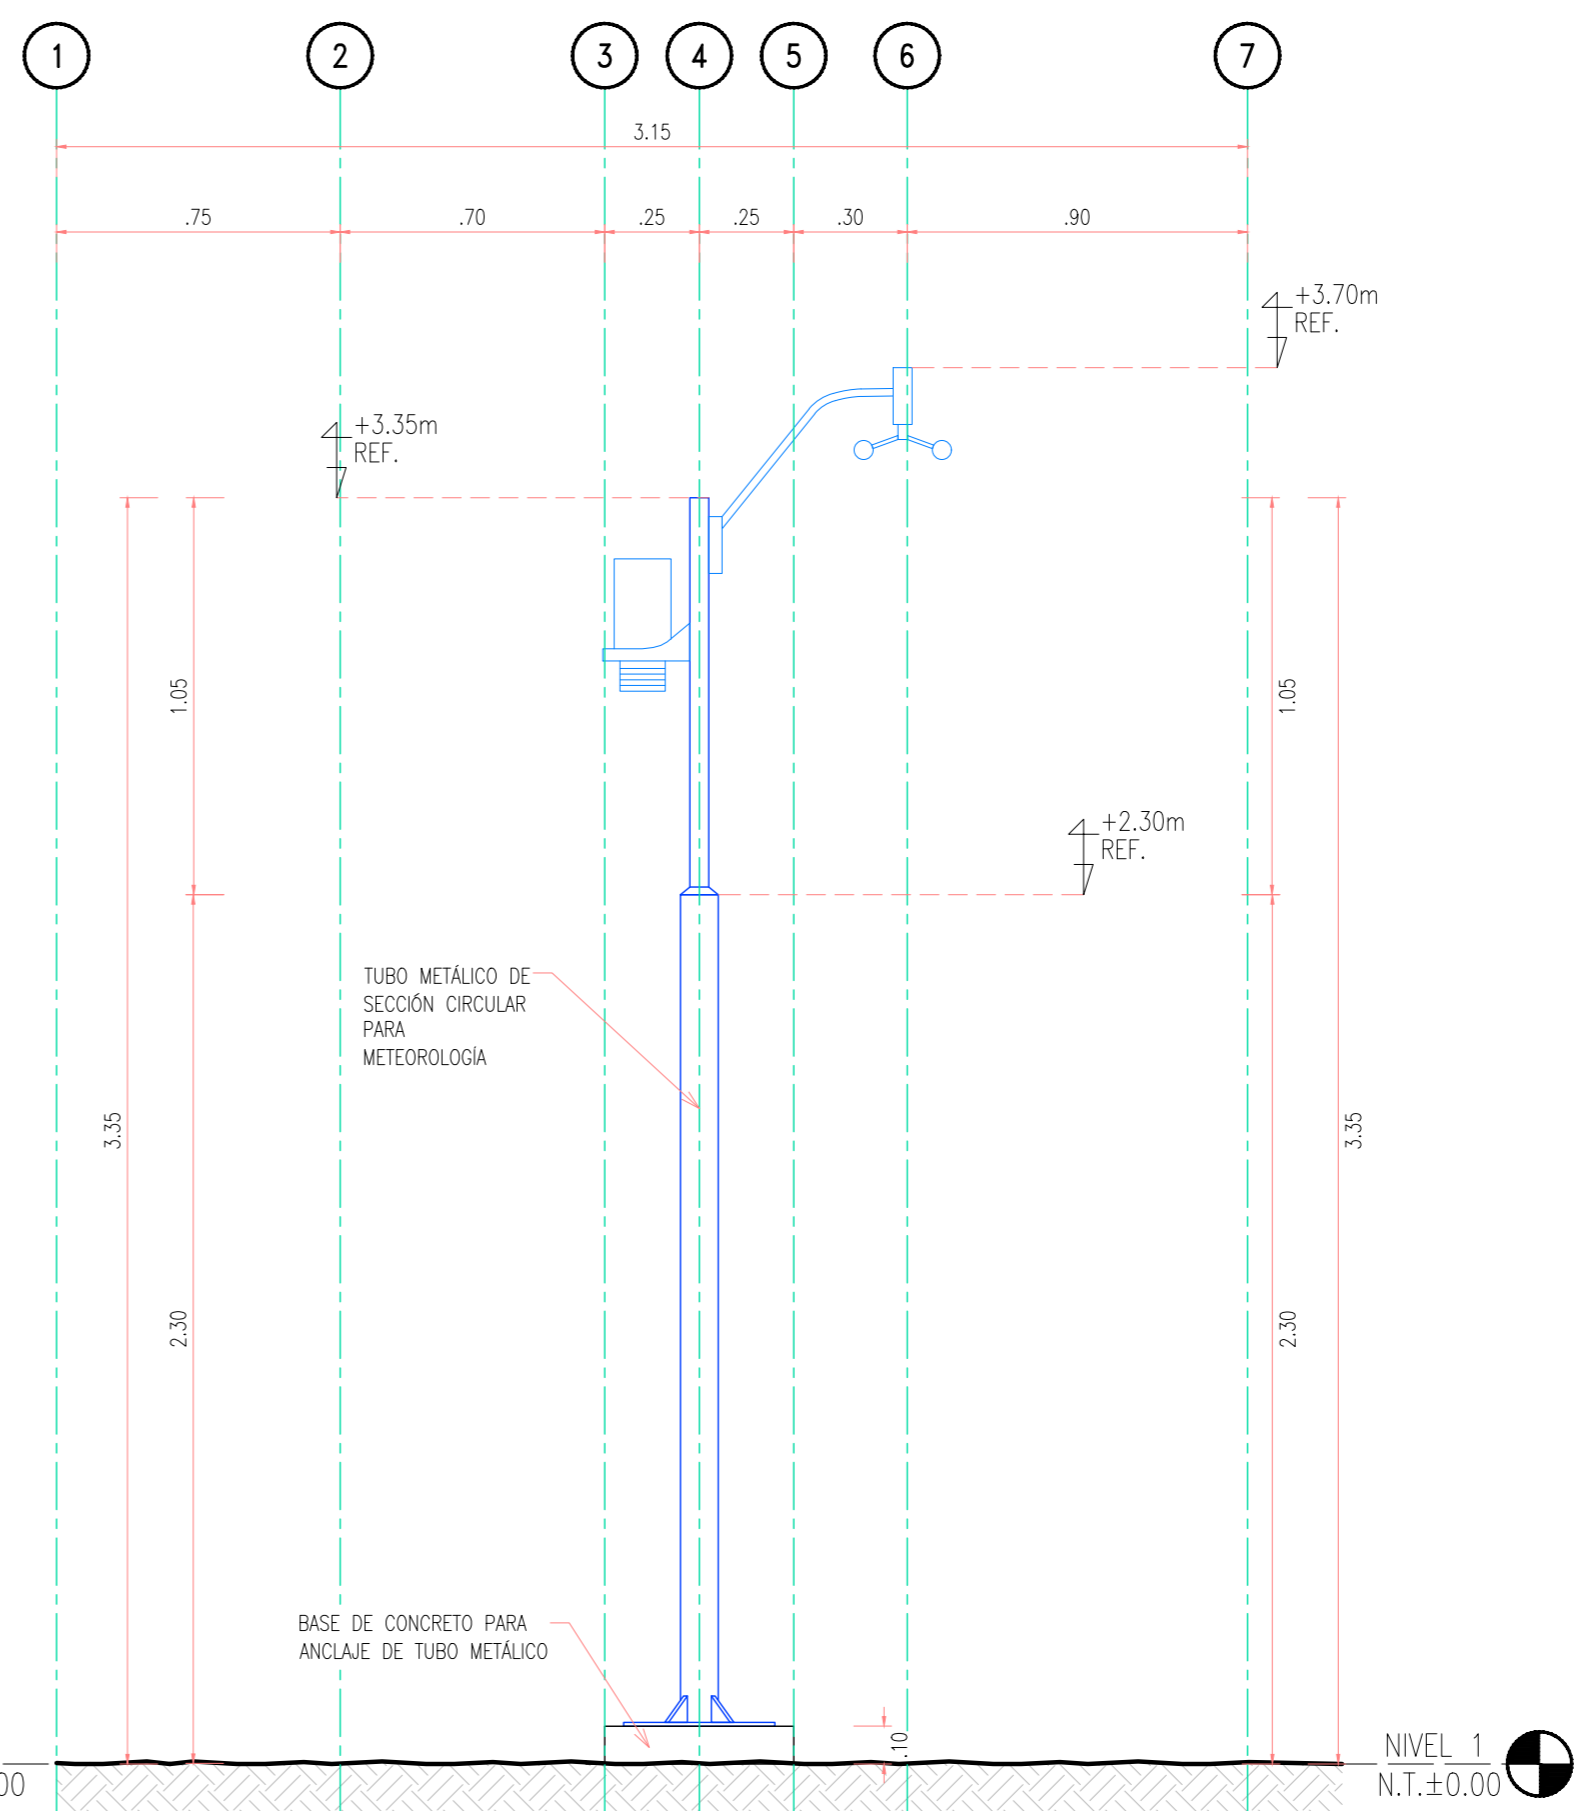 1 2 3 4 5 6 7
3.15
.75 .70 .25 .25 .30 .90
+3.70m
REF.
+3.35m
REF.
1.05
1.05
+2.30m
REF.
TUBO METÁLICO DE
SECCIÓN CIRCULAR
PARA
METEOROLOGÍA
3.35
3.35
2.30
2.30
BASE DE CONCRETO PARA
ANCLAJE DE TUBO METÁLICO
.10
NIVEL 1
N.T.±0.00
00